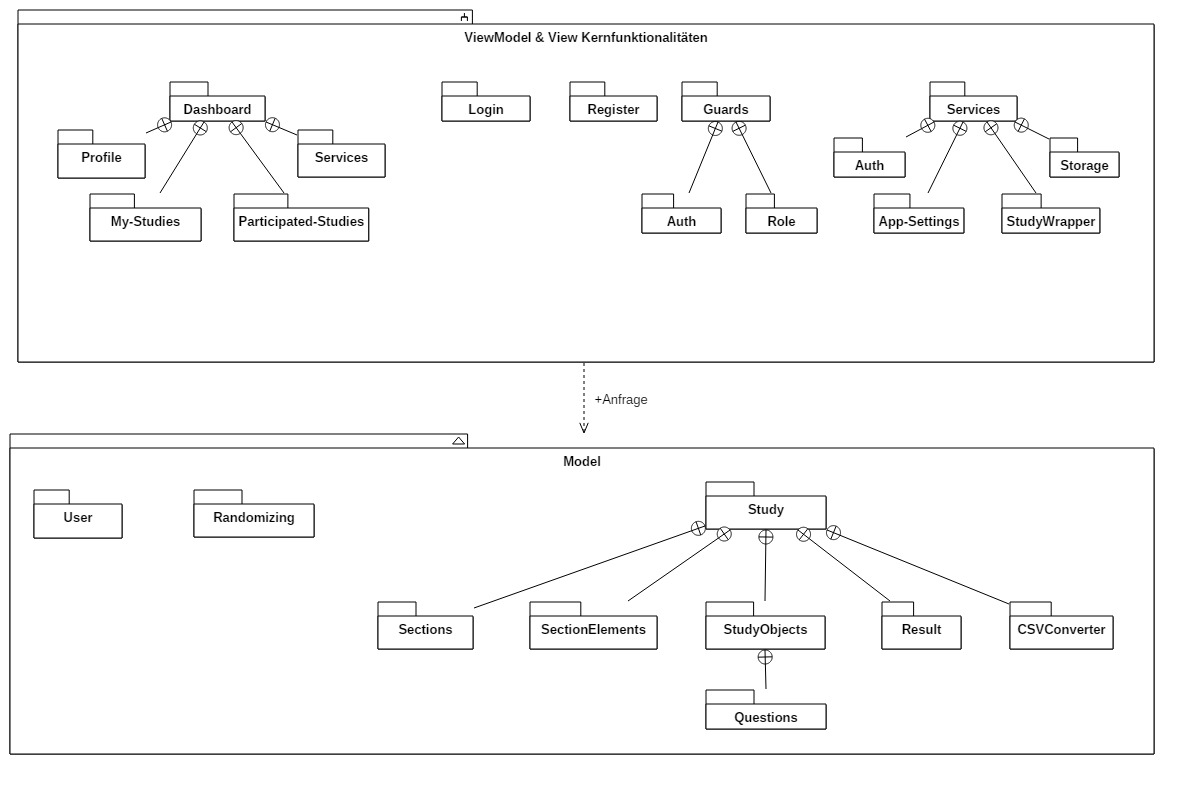 ViewModel & View Kernfunktionalitäten
Dashboard
Login
Register
Guards
Services
Profile
Services
Auth
Storage
My-Studies
Participated-Studies
Auth
Role
App-Settings
StudyWrapper
+Anfrage
Model
User
Randomizing
Study
Sections
SectionElements
StudyObjects
Result
CSVConverter
Questions